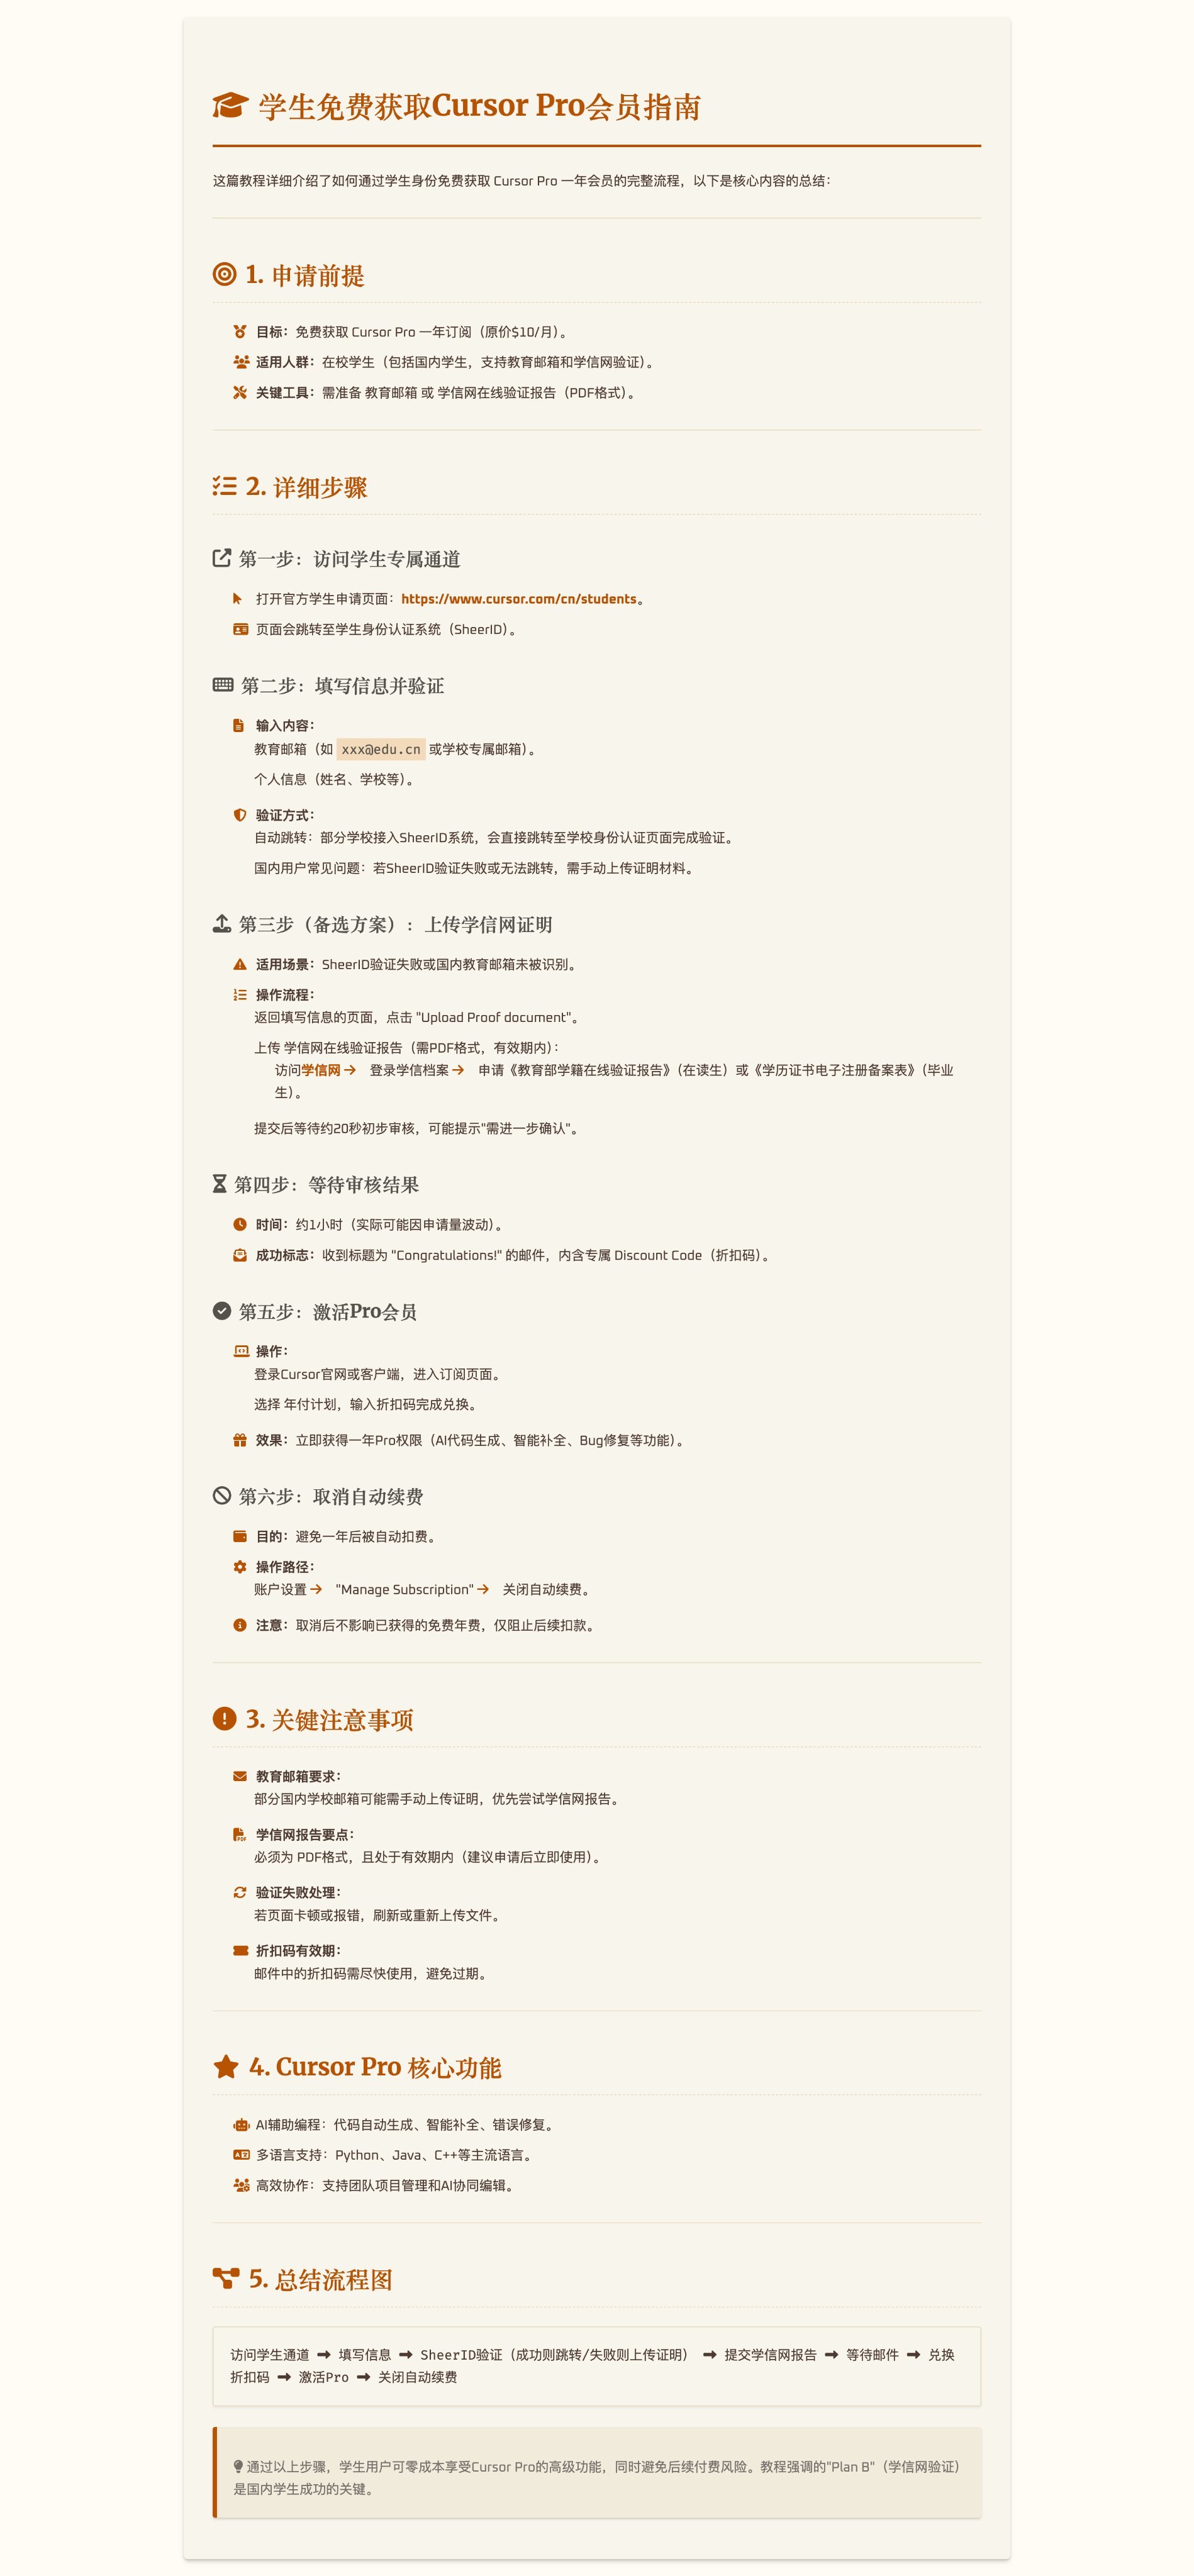 学生免费获取Cursor Pro会员指南
这篇教程详细介绍了如何通过学生身份免费获取 Cursor Pro 一年会员的完整流程，以下是核心内容的总结：
1. 申请前提
目标：免费获取 Cursor Pro 一年订阅（原价$10/月）。
适用人群：在校学生（包括国内学生，支持教育邮箱和学信网验证）。
关键工具：需准备 教育邮箱 或 学信网在线验证报告（PDF格式）。
2. 详细步骤
第一步：访问学生专属通道
打开官方学生申请页面：https://www.cursor.com/cn/students。
页面会跳转至学生身份认证系统（SheerID）。
第二步：填写信息并验证
输入内容：
教育邮箱（如 xxx@edu.cn 或学校专属邮箱）。
个人信息（姓名、学校等）。
验证方式：
自动跳转：部分学校接入SheerID系统，会直接跳转至学校身份认证页面完成验证。
国内用户常见问题：若SheerID验证失败或无法跳转，需手动上传证明材料。
第三步（备选方案）：上传学信网证明
适用场景：SheerID验证失败或国内教育邮箱未被识别。
操作流程：
返回填写信息的页面，点击 "Upload Proof document"。
上传 学信网在线验证报告（需PDF格式，有效期内）：
访问学信网 → 登录学信档案 → 申请《教育部学籍在线验证报告》（在读生）或《学历证书电子注册备案表》（毕业
生）。
提交后等待约20秒初步审核，可能提示"需进一步确认"。
第四步：等待审核结果
时间：约1小时（实际可能因申请量波动）。
成功标志：收到标题为 "Congratulations!" 的邮件，内含专属 Discount Code（折扣码）。
第五步：激活Pro会员
操作：
登录Cursor官网或客户端，进入订阅页面。
选择 年付计划，输入折扣码完成兑换。
效果：立即获得一年Pro权限（AI代码生成、智能补全、Bug修复等功能）。
第六步：取消自动续费
目的：避免一年后被自动扣费。
操作路径：
账户设置 → "Manage Subscription" → 关闭自动续费。
注意：取消后不影响已获得的免费年费，仅阻止后续扣款。
3. 关键注意事项
教育邮箱要求：
部分国内学校邮箱可能需手动上传证明，优先尝试学信网报告。
学信网报告要点：
必须为 PDF格式，且处于有效期内（建议申请后立即使用）。
验证失败处理：
若页面卡顿或报错，刷新或重新上传文件。
折扣码有效期：
邮件中的折扣码需尽快使用，避免过期。
4. Cursor Pro 核心功能
AI辅助编程：代码自动生成、智能补全、错误修复。
多语言支持：Python、Java、C++等主流语言。
高效协作：支持团队项目管理和AI协同编辑。
5. 总结流程图
访问学生通道 → 填写信息 → SheerID验证（成功则跳转/失败则上传证明） → 提交学信网报告 → 等待邮件 → 兑换
折扣码 → 激活Pro → 关闭自动续费
通过以上步骤，学生用户可零成本享受Cursor Pro的高级功能，同时避免后续付费风险。教程强调的"Plan B"（学信网验证）
是国内学生成功的关键。